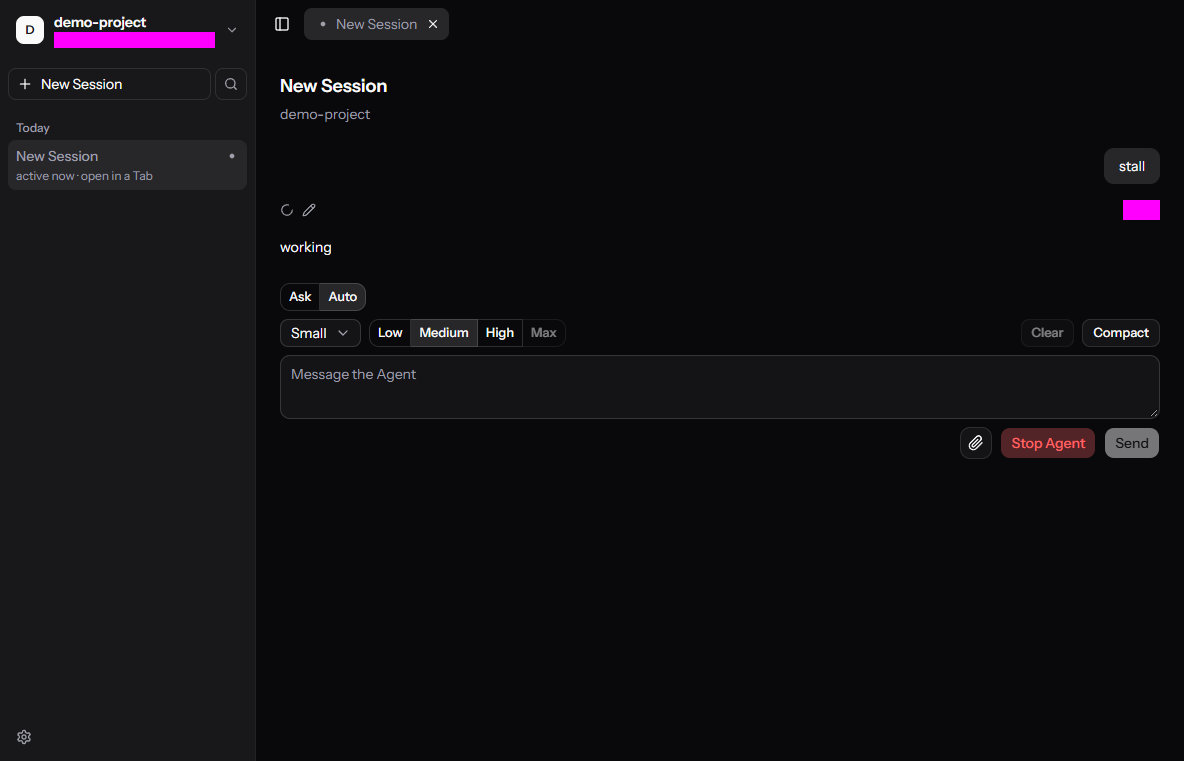 D
demo-project
New Session
Today
New Session
active now · open in a Tab
New Session
New Session
demo-project
stall
working
Ask Auto
Small Low Medium High Max Clear Compact
Message the Agent
Stop Agent Send